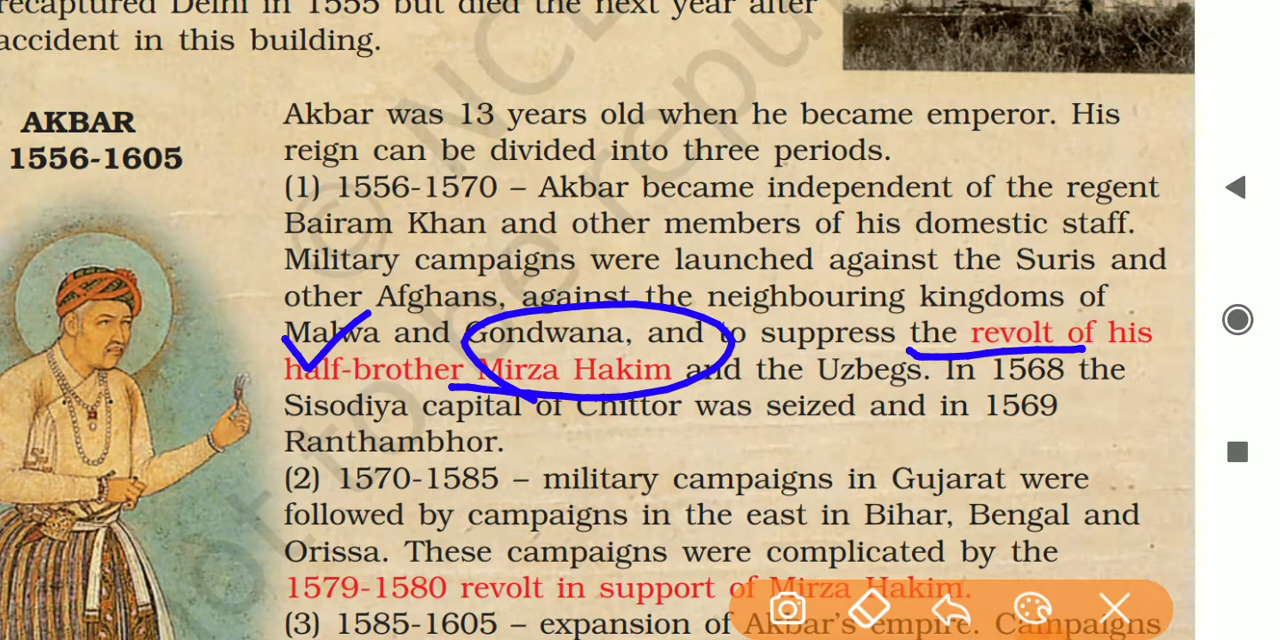 recaptured Delhi in 1555 but died the next year after
accident in this building.
AKBAR
1556-1605
Akbar was 13 years old when he became emperor. His
reign can be divided into three periods.
(1) 1556-1570 – Akbar became independent of the regent
Bairam Khan and other members of his domestic staff.
Military campaigns were launched against the Suris and
other Afghans, against the neighbouring kingdoms of
Malwa and Gondwana, and to suppress the revolt of his
half-brother Mirza Hakim and the Uzbegs. In 1568 the
Sisodiya capital of Chittor was seized and in 1569
Ranthambhor.
(2) 1570-1585 – military campaigns in Gujarat were
followed by campaigns in the east in Bihar, Bengal and
Orissa. These campaigns were complicated by the
1579-1580 revolt in support of Mirza Hakim.
(3) 1585-1605 – expansion of Akbar's empire. Campaigns